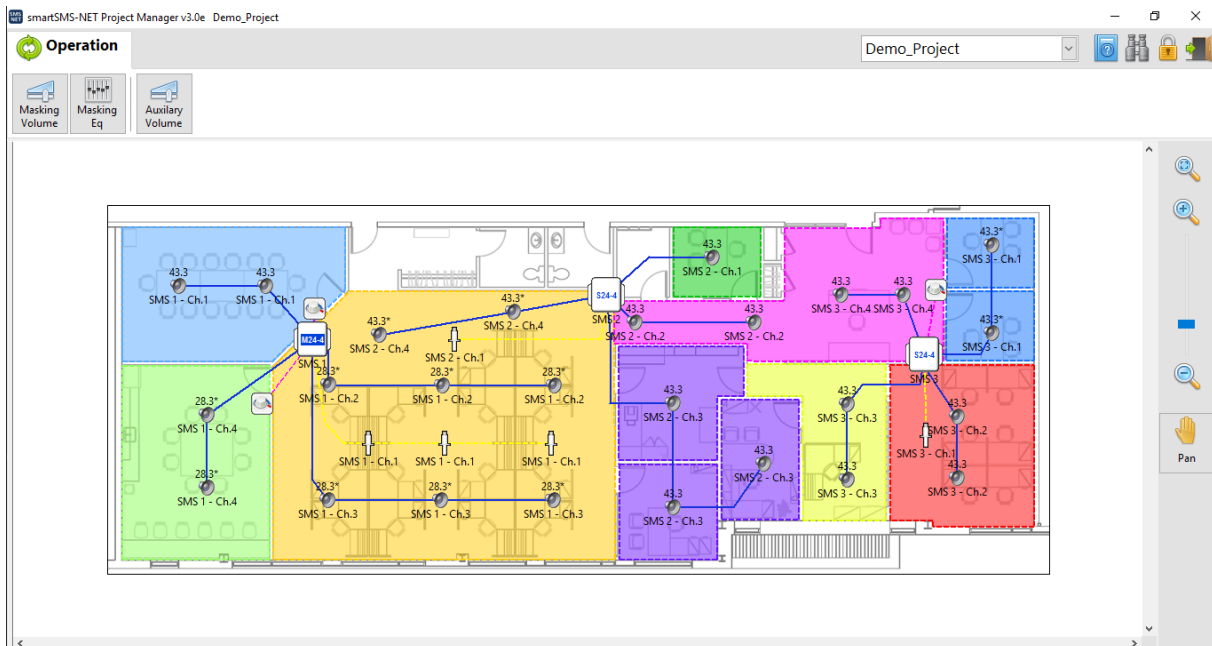 SMS
NET
smartSMS-NET Project Manager v3.0e Demo_Project
Operation
Demo_Project
Masking
Volume
Masking
Eq
Auxilary
Volume
43.3
SMS 1 - Ch.1
43.3
SMS 1 - Ch.1
M24-4
SMS 1
43.3*
SMS 2 - Ch.4
43.3*
SMS 2 - Ch.4
SMS 2 - Ch.1
S24-4
SMS 2
43.3
SMS 2 - Ch.1
43.3
SMS 2 - Ch.2
43.3
SMS 2 - Ch.2
43.3
SMS 3 - Ch.4
43.3
SMS 3 - Ch.4
43.3*
SMS 3 - Ch.1
43.3*
SMS 3 - Ch.1
S24-4
SMS 3
28.3*
SMS 1 - Ch.2
28.3*
SMS 1 - Ch.2
28.3*
SMS 1 - Ch.2
28.3*
SMS 1 - Ch.4
28.3*
SMS 1 - Ch.4
SMS 1 - Ch.1
SMS 1 - Ch.1
SMS 1 - Ch.1
28.3*
SMS 1 - Ch.3
28.3*
SMS 1 - Ch.3
28.3*
SMS 1 - Ch.3
43.3
SMS 2 - Ch.3
43.3
SMS 2 - Ch.3
43.3
SMS 2 - Ch.3
43.3
SMS 3 - Ch.3
43.3
SMS 3 - Ch.3
43.3
SMS 3 - Ch.2
SMS 3 - Ch.1
43.3
SMS 3 - Ch.2
Pan